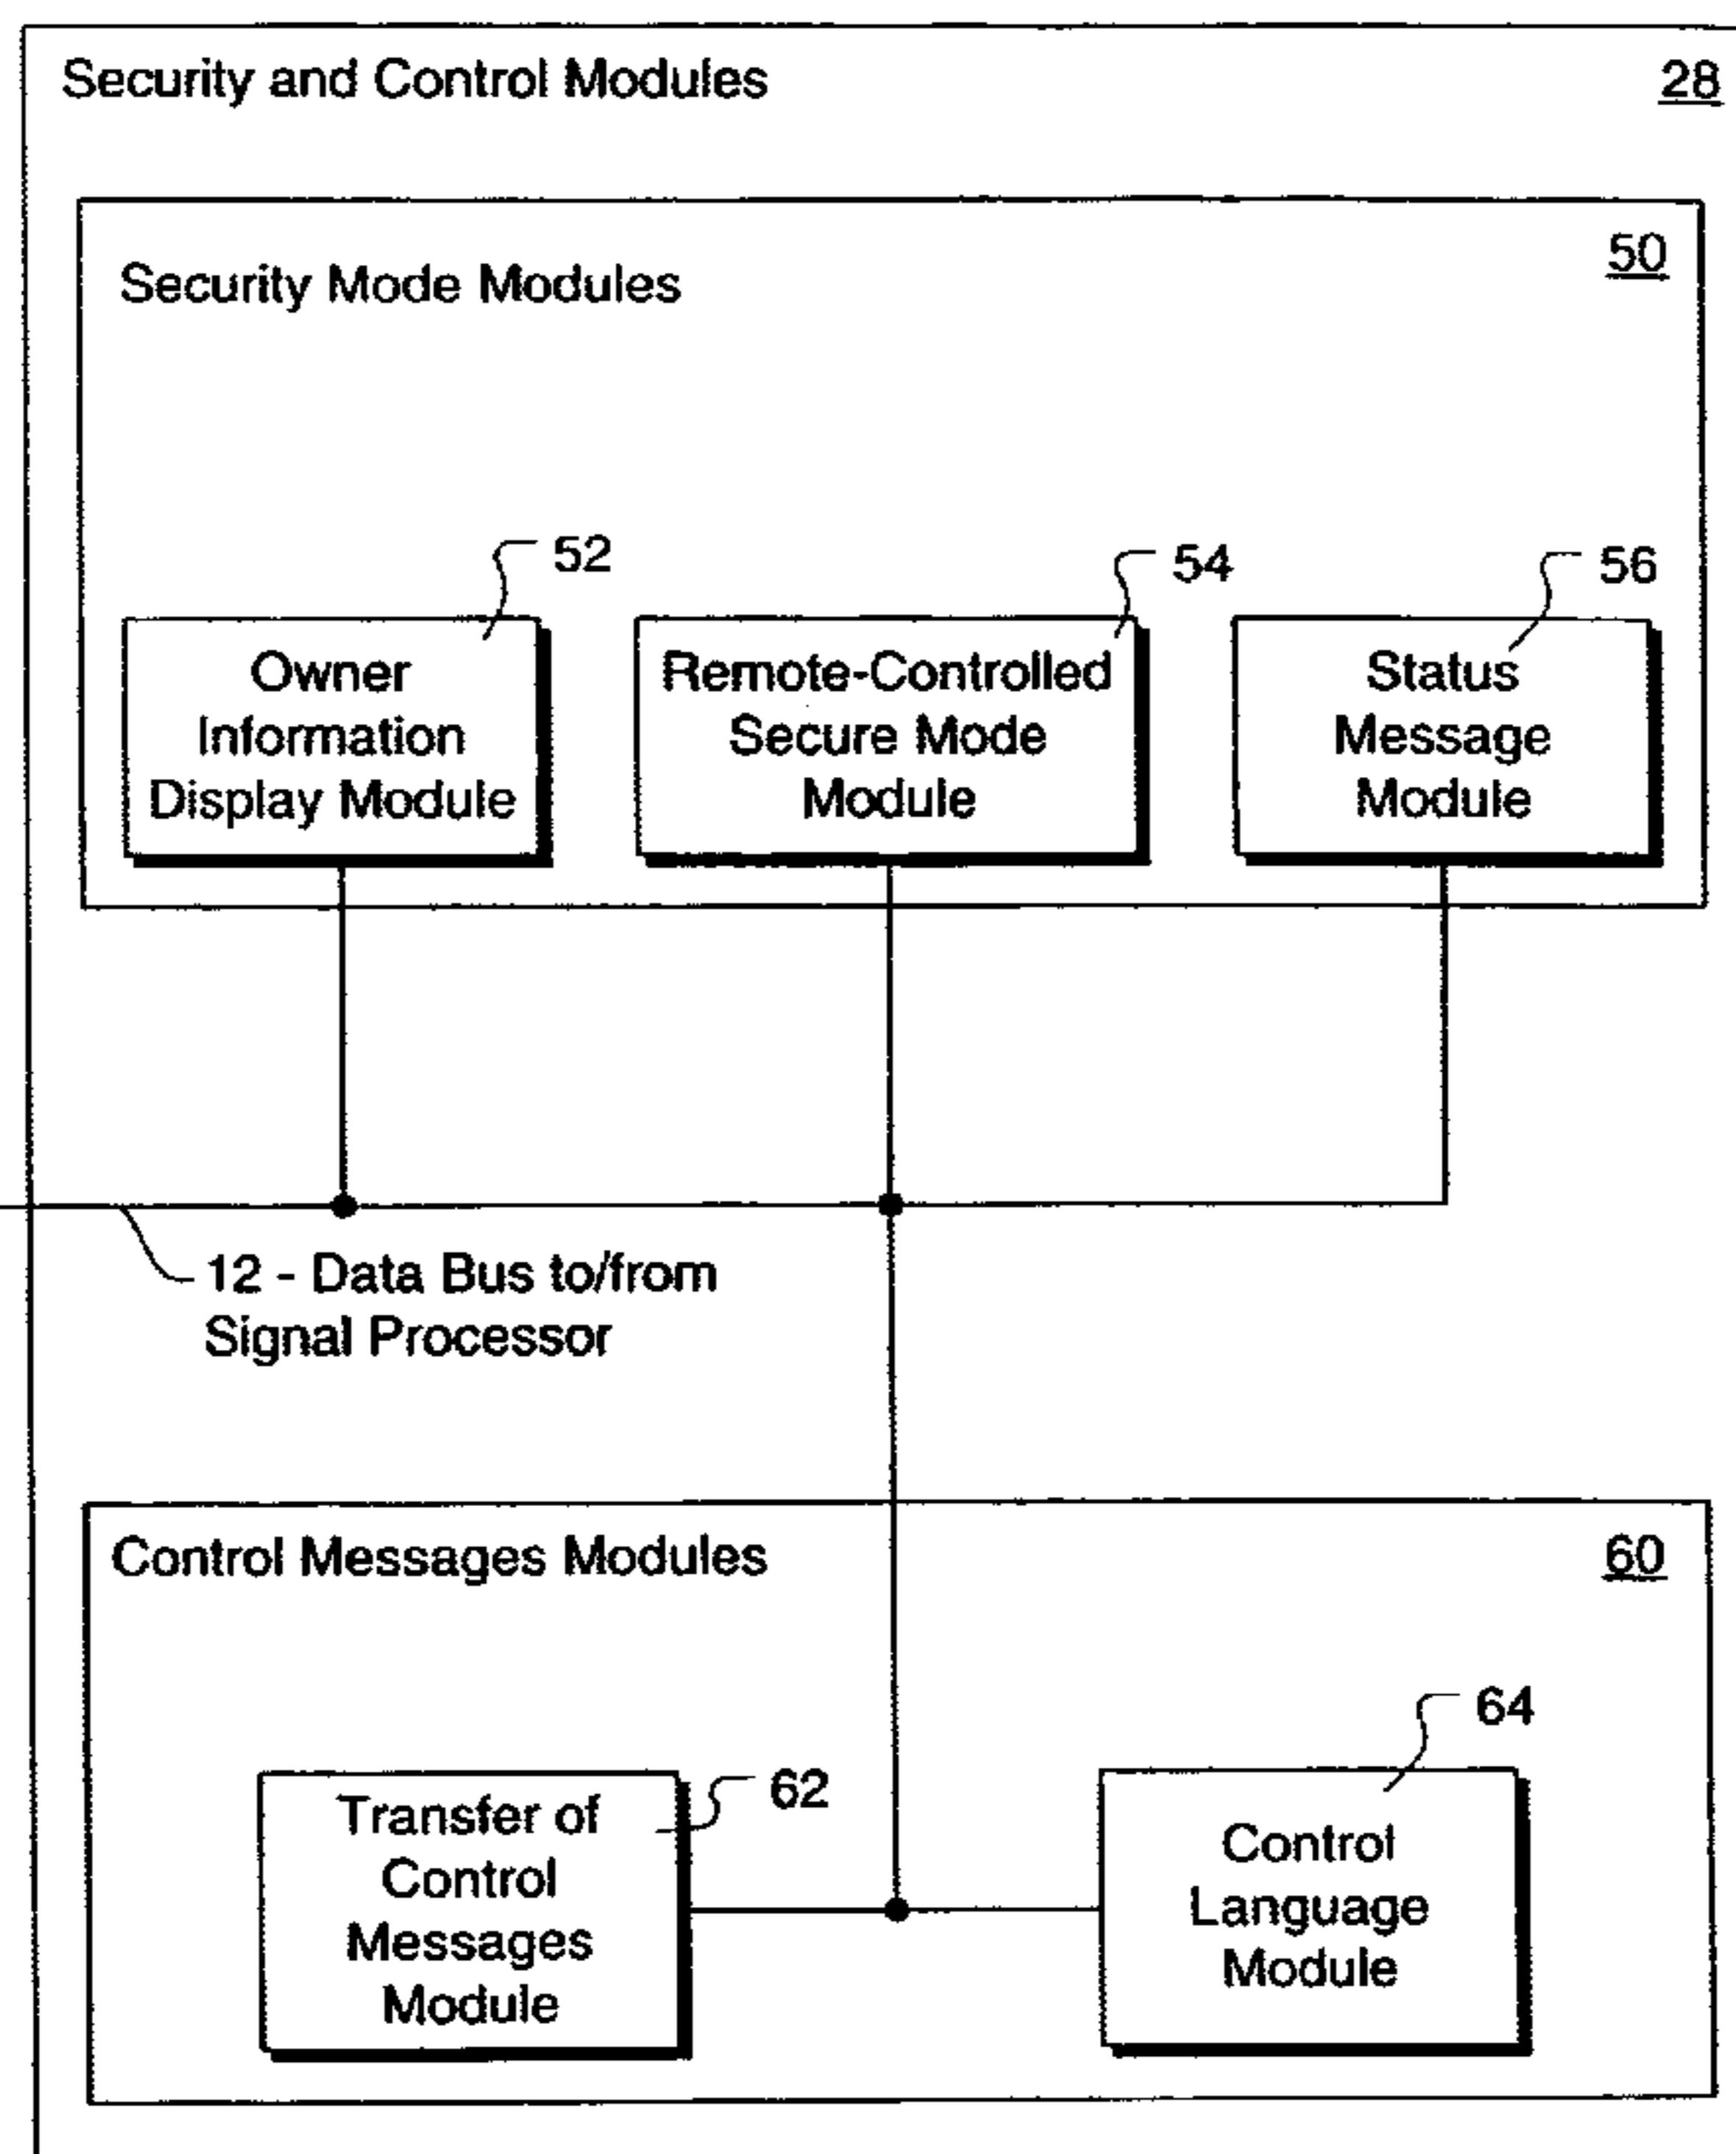 Security and Control Modules
28
Security Mode Modules
50
52
54
56
Owner
Information
Display Module
Remote-Controlled
Secure Mode
Module
Status
Message
Module
12 - Data Bus to/from
Signal Processor
Control Messages Modules
60
62
64
Transfer of
Control
Messages
Module
Control
Language
Module